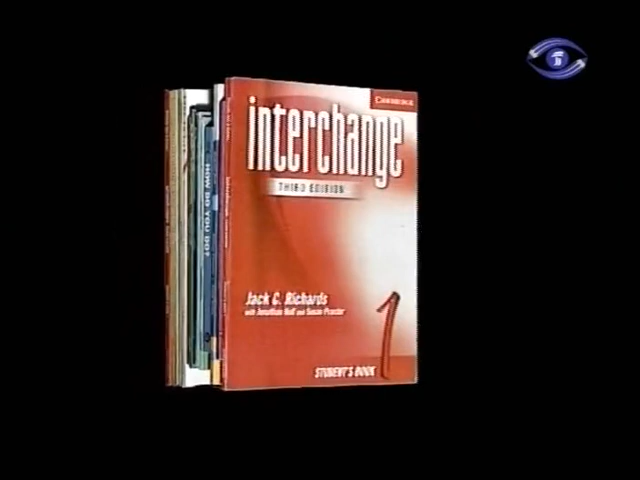 CAMBRIDGE
interchange
THIRD EDITION
HOW DO YOU DO?
Jack C. Richards
with Jonathan Hull and Susan Proctor
1
STUDENT'S BOOK